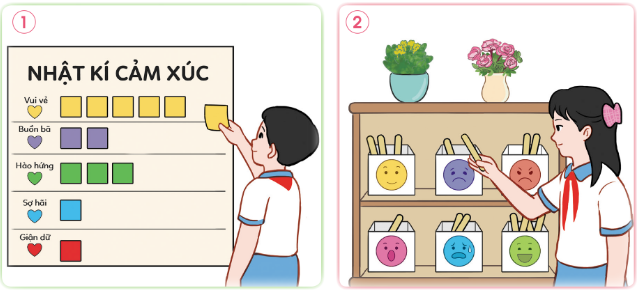 1
NHẬT KÍ CẢM XÚC
Vui vẻ
Buồn bã
Hào hứng
Sợ hãi
Giận dữ
2